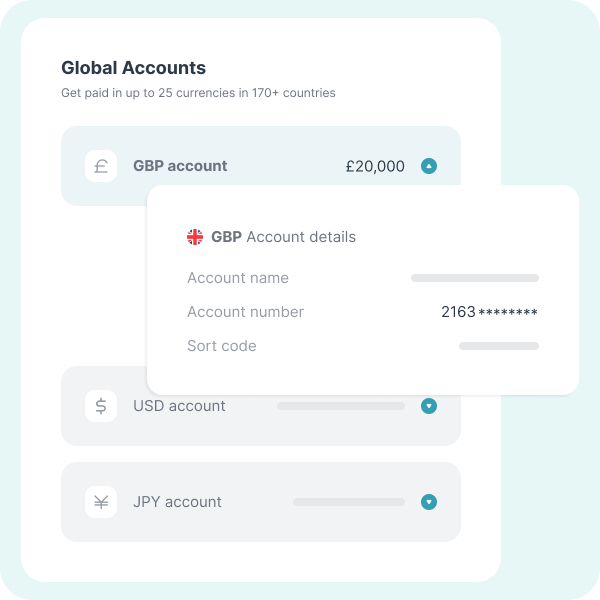 Global Accounts
Get paid in up to 25 currencies in 170+ countries
£ GBP account £20,000
GBP Account details
Account name
Account number 2163********
Sort code
$ USD account
¥ JPY account